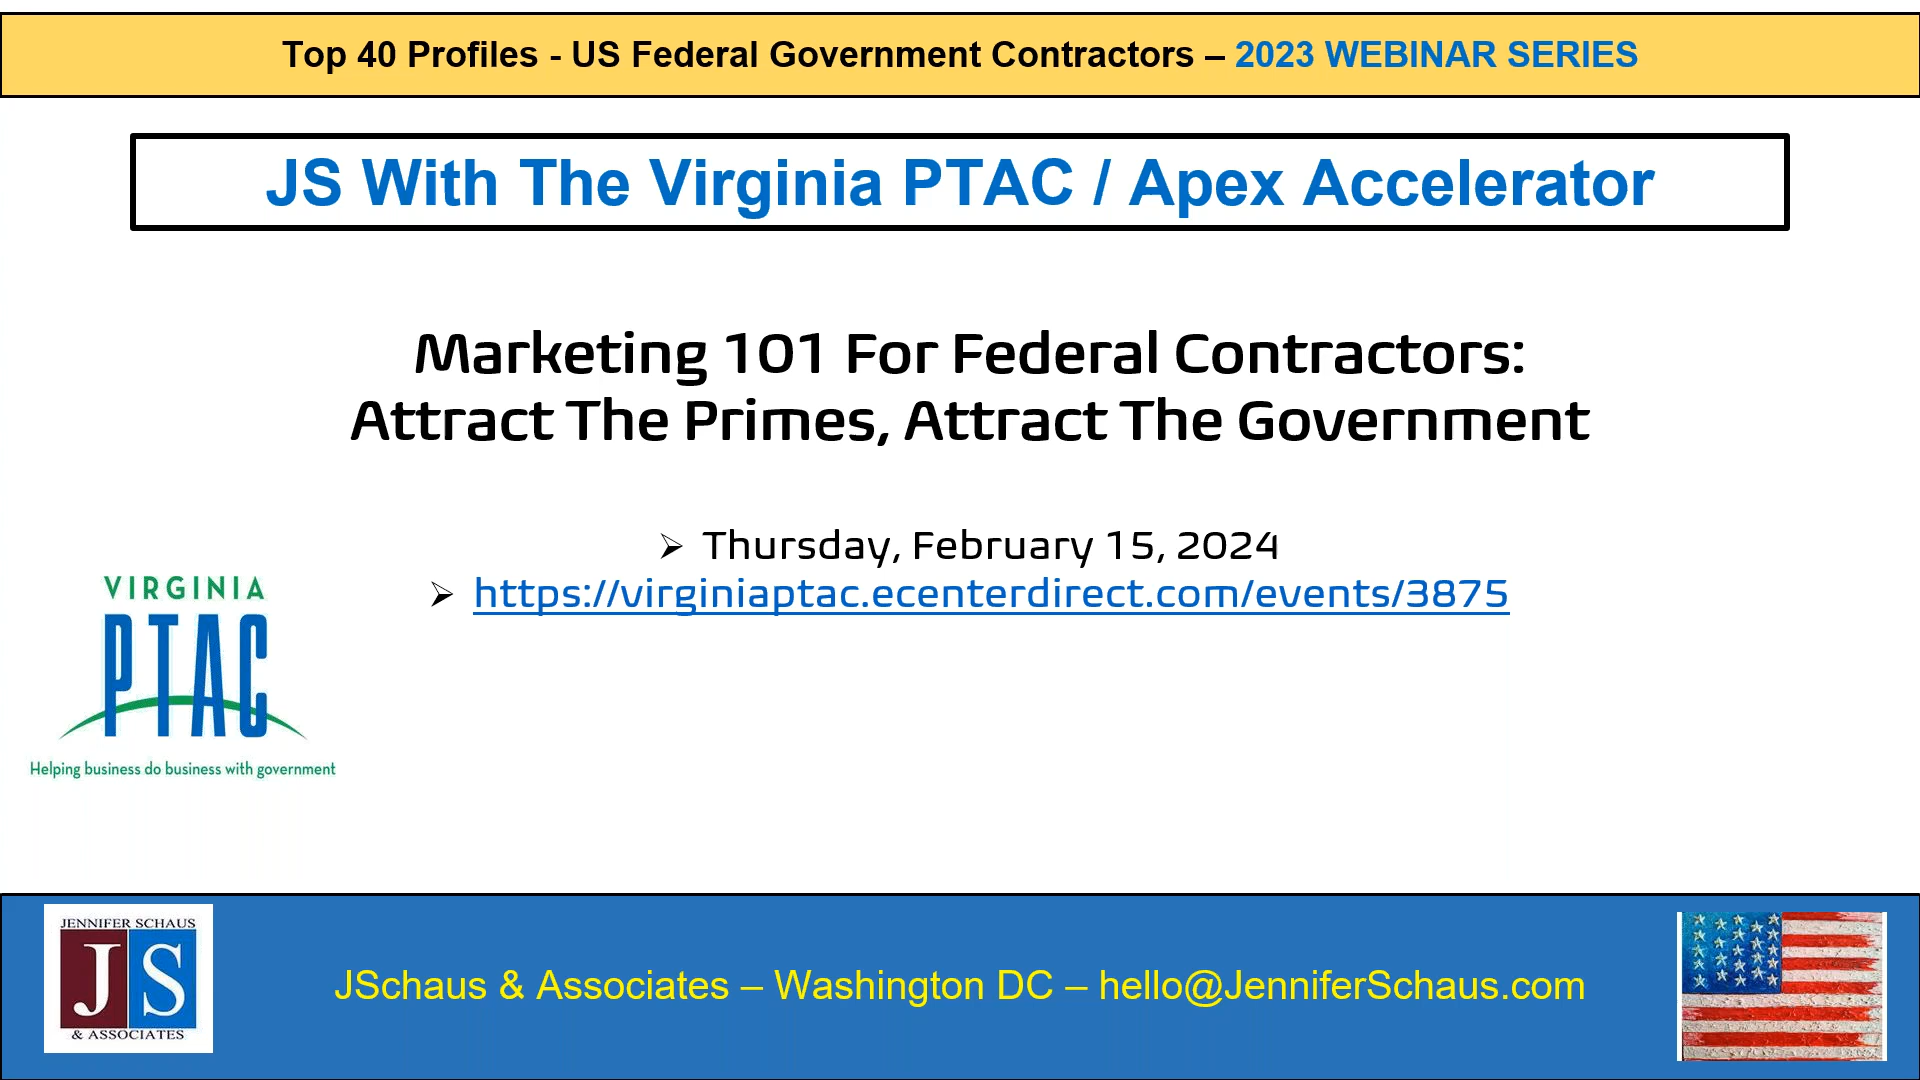 Top 40 Profiles - US Federal Government Contractors – 2023 WEBINAR SERIES
JS With The Virginia PTAC / Apex Accelerator
Marketing 101 For Federal Contractors:
Attract The Primes, Attract The Government
➢ Thursday, February 15, 2024
➢ https://virginiaptac.ecenterdirect.com/events/3875
VIRGINIA
PTAC
Helping business do business with government
JENNIFER SCHAUS
JS
& ASSOCIATES
JSchaus & Associates – Washington DC – hello@JenniferSchaus.com